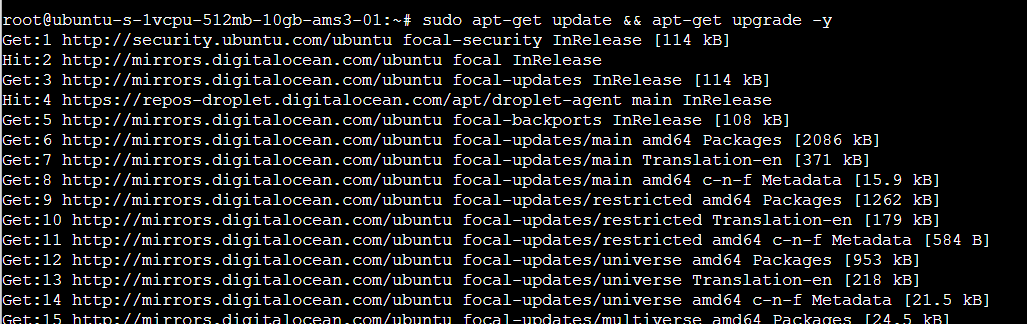 root@ubuntu-s-1vcpu-512mb-10gb-ams3-01:~# sudo apt-get update && apt-get upgrade -y
Get:1 http://security.ubuntu.com/ubuntu focal-security InRelease [114 kB]
Hit:2 http://mirrors.digitalocean.com/ubuntu focal InRelease
Get:3 http://mirrors.digitalocean.com/ubuntu focal-updates InRelease [114 kB]
Hit:4 https://repos-droplet.digitalocean.com/apt/droplet-agent main InRelease
Get:5 http://mirrors.digitalocean.com/ubuntu focal-backports InRelease [108 kB]
Get:6 http://mirrors.digitalocean.com/ubuntu focal-updates/main amd64 Packages [2086 kB]
Get:7 http://mirrors.digitalocean.com/ubuntu focal-updates/main Translation-en [371 kB]
Get:8 http://mirrors.digitalocean.com/ubuntu focal-updates/main amd64 c-n-f Metadata [15.9 kB]
Get:9 http://mirrors.digitalocean.com/ubuntu focal-updates/restricted amd64 Packages [1262 kB]
Get:10 http://mirrors.digitalocean.com/ubuntu focal-updates/restricted Translation-en [179 kB]
Get:11 http://mirrors.digitalocean.com/ubuntu focal-updates/restricted amd64 c-n-f Metadata [584 B]
Get:12 http://mirrors.digitalocean.com/ubuntu focal-updates/universe amd64 Packages [953 kB]
Get:13 http://mirrors.digitalocean.com/ubuntu focal-updates/universe Translation-en [218 kB]
Get:14 http://mirrors.digitalocean.com/ubuntu focal-updates/universe amd64 c-n-f Metadata [21.5 kB]
Get:15 http://mirrors.digitalocean.com/ubuntu focal-updates/multiverse amd64 Packages [24.5 kB]